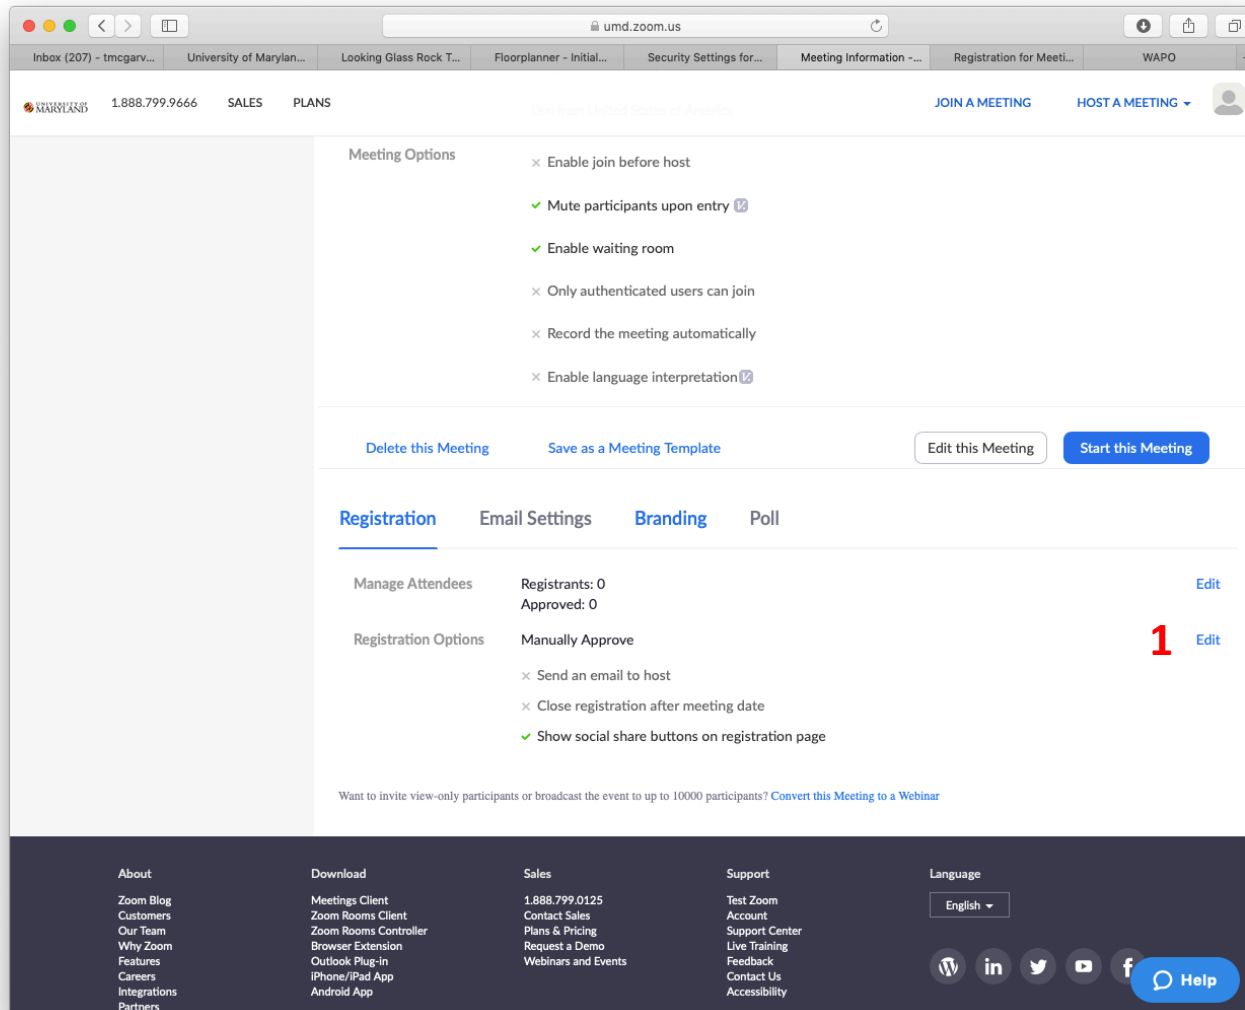 umd.zoom.us
Inbox (207) - tmcgarv...
University of Marylan...
Looking Glass Rock T...
Floorplanner - Initial...
Security Settings for...
Meeting Information -...
Registration for Meeti...
WAPO
UNIVERSITY OF
MARYLAND
1.888.799.9666
SALES
PLANS
JOIN A MEETING
HOST A MEETING
Dial from United States of America
Meeting Options
Enable join before host
Mute participants upon entry
Enable waiting room
Only authenticated users can join
Record the meeting automatically
Enable language interpretation
Delete this Meeting
Save as a Meeting Template
Edit this Meeting
Start this Meeting
Registration
Email Settings
Branding
Poll
Manage Attendees
Registrants: 0
Edit
Approved: 0
Registration Options
Manually Approve
1
Edit
Send an email to host
Close registration after meeting date
Show social share buttons on registration page
Want to invite view-only participants or broadcast the event to up to 10000 participants? Convert this Meeting to a Webinar
About
Zoom Blog
Customers
Our Team
Why Zoom
Features
Careers
Integrations
Partners
Download
Meetings Client
Zoom Rooms Client
Zoom Rooms Controller
Browser Extension
Outlook Plug-in
iPhone/iPad App
Android App
Sales
1.888.799.0125
Contact Sales
Plans & Pricing
Request a Demo
Webinars and Events
Support
Test Zoom
Account
Support Center
Live Training
Feedback
Contact Us
Accessibility
Language
English
Help